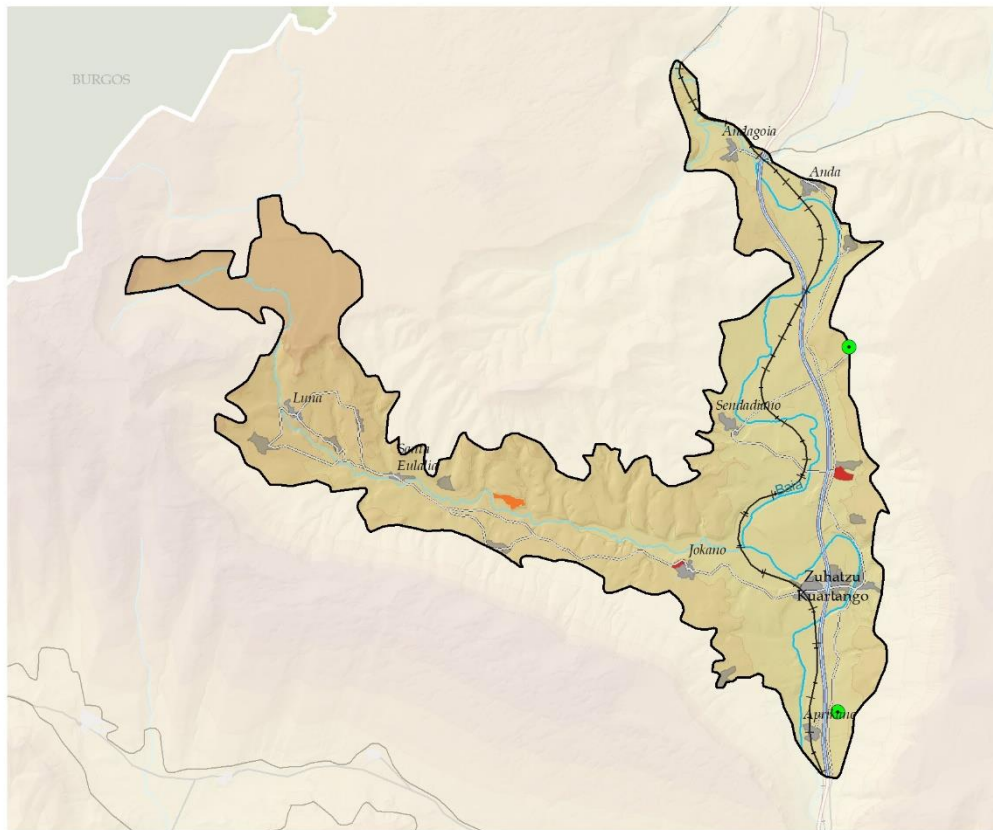 BURGOS
Andagoia
Anda
Luna
Sendadiano
Santa
Eulalia
Baia
Jokano
Zuhatzu
Kuartango
Aprikano